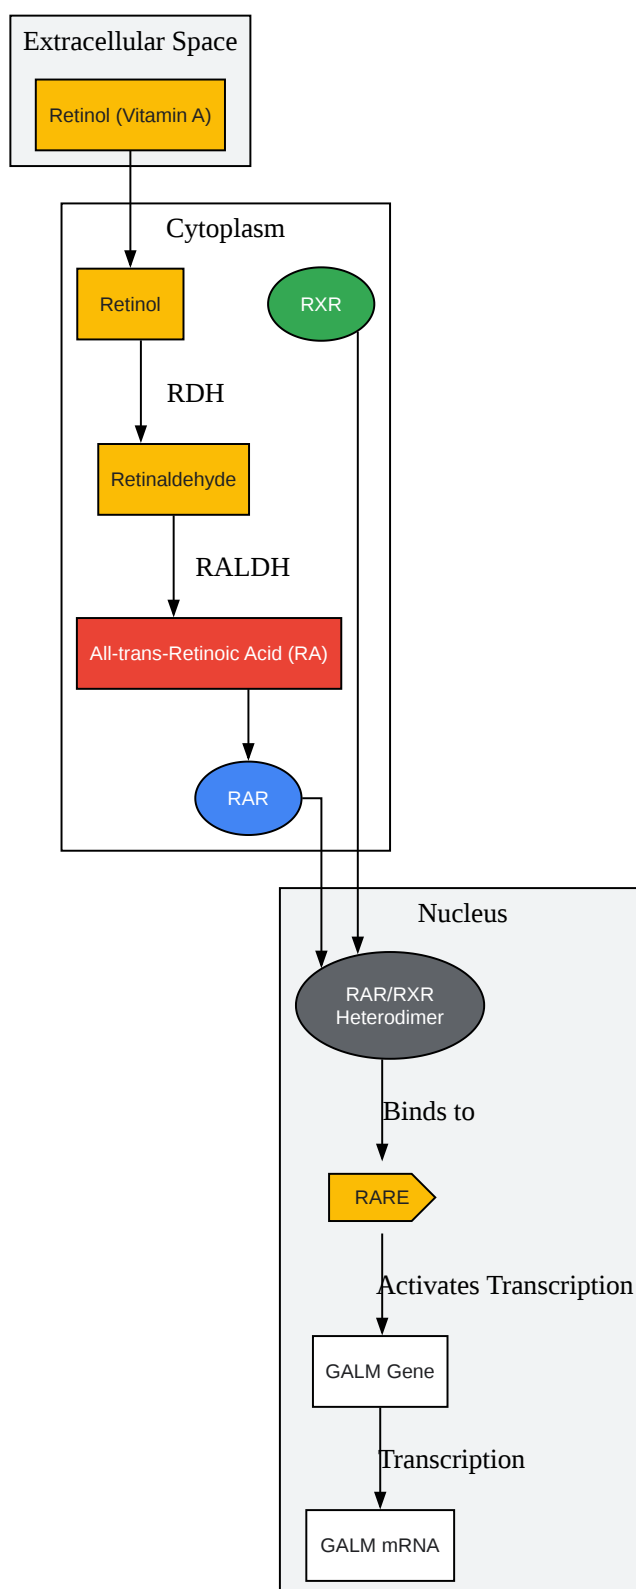 Extracellular Space
Retinol (Vitamin A)
Cytoplasm
Retinol
RXR
RDH
Retinaldehyde
RALDH
All-trans-Retinoic Acid (RA)
RAR
Nucleus
RAR/RXR
Heterodimer
Binds to
RARE
Activates Transcription
GALM Gene
Transcription
GALM mRNA